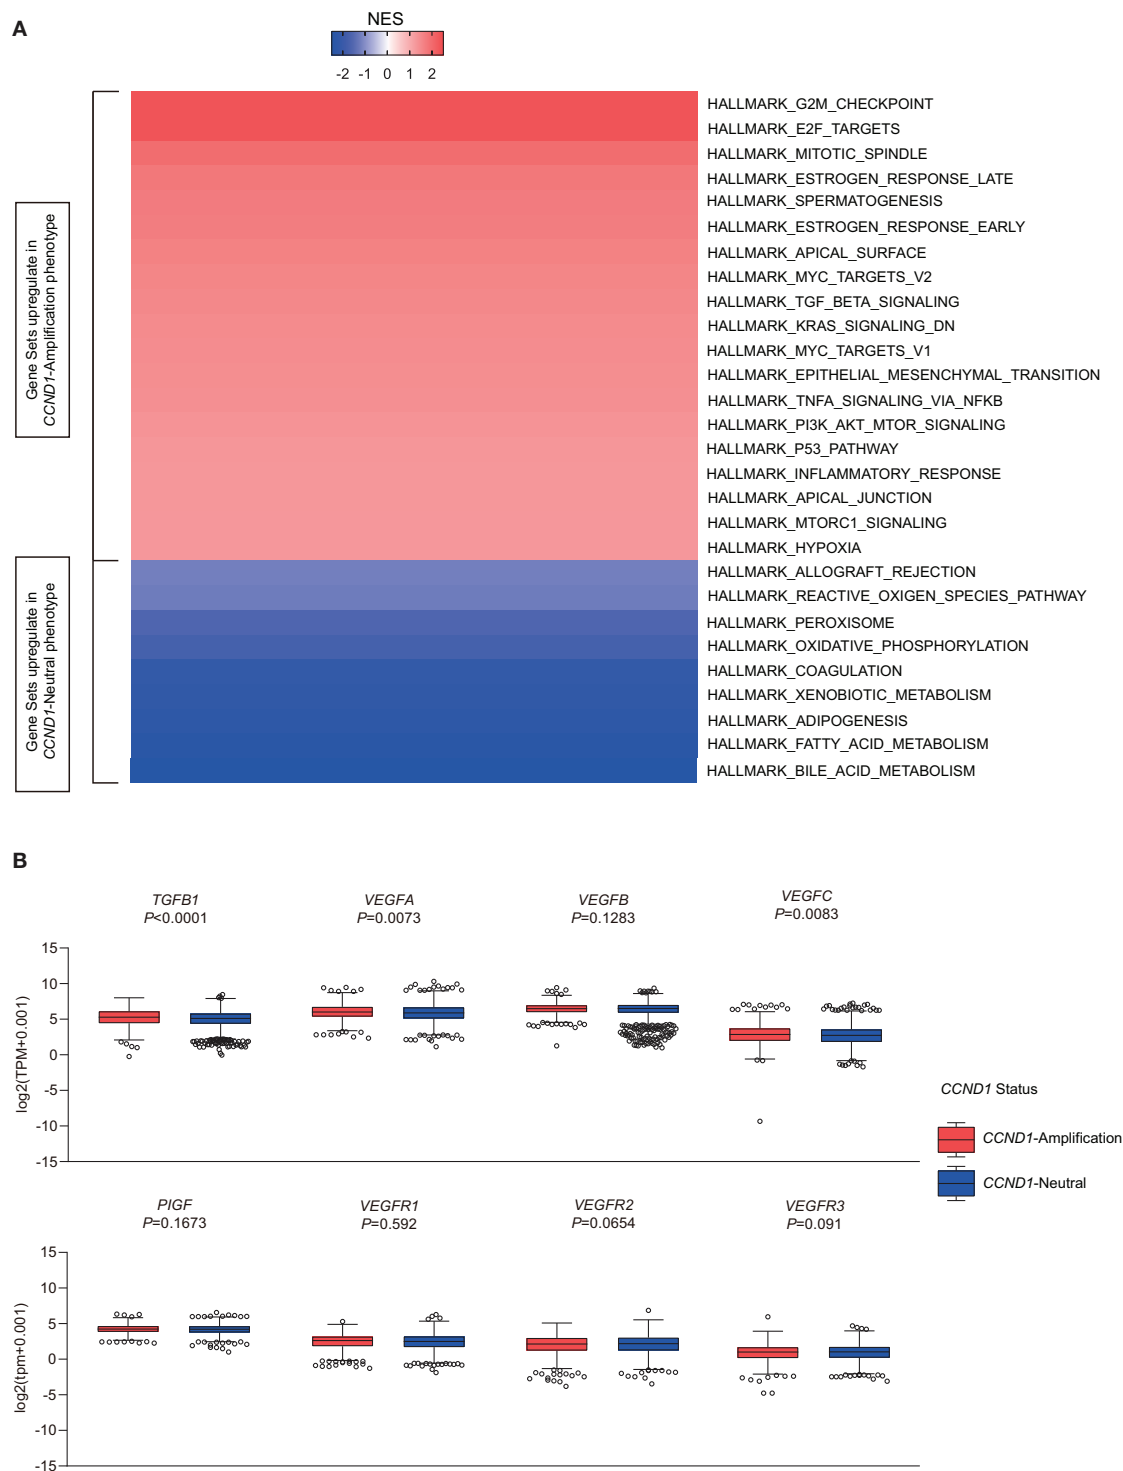 A
NES
-2 -1 0 1 2
Gene Sets upregulate in
CCND1-Amplification phenotype
HALLMARK_G2M_CHECKPOINT
HALLMARK_E2F_TARGETS
HALLMARK_MITOTIC_SPINDLE
HALLMARK_ESTROGEN_RESPONSE_LATE
HALLMARK_SPERMATOGENESIS
HALLMARK_ESTROGEN_RESPONSE_EARLY
HALLMARK_APICAL_SURFACE
HALLMARK_MYC_TARGETS_V2
HALLMARK_TGF_BETA_SIGNALING
HALLMARK_KRAS_SIGNALING_DN
HALLMARK_MYC_TARGETS_V1
HALLMARK_EPITHELIAL_MESENCHYMAL_TRANSITION
HALLMARK_TNFA_SIGNALING_VIA_NFKB
HALLMARK_PI3K_AKT_MTOR_SIGNALING
HALLMARK_P53_PATHWAY
HALLMARK_INFLAMMATORY_RESPONSE
HALLMARK_APICAL_JUNCTION
HALLMARK_MTORC1_SIGNALING
HALLMARK_HYPOXIA
Gene Sets upregulate in
CCND1-Neutral phenotype
HALLMARK_ALLOGRAFT_REJECTION
HALLMARK_REACTIVE_OXIGEN_SPECIES_PATHWAY
HALLMARK_PEROXISOME
HALLMARK_OXIDATIVE_PHOSPHORYLATION
HALLMARK_COAGULATION
HALLMARK_XENOBIOTIC_METABOLISM
HALLMARK_ADIPOGENESIS
HALLMARK_FATTY_ACID_METABOLISM
HALLMARK_BILE_ACID_METABOLISM
B
TGFB1 VEGFA VEGFB VEGFC
P<0.0001 P=0.0073 P=0.1283 P=0.0083
log2(TPM+0.001)
15
10
5
0
-5
-10
-15
CCND1 Status
CCND1-Amplification
CCND1-Neutral
PIGF VEGFR1 VEGFR2 VEGFR3
P=0.1673 P=0.592 P=0.0654 P=0.091
log2(tpm+0.001)
15
10
5
0
-5
-10
-15